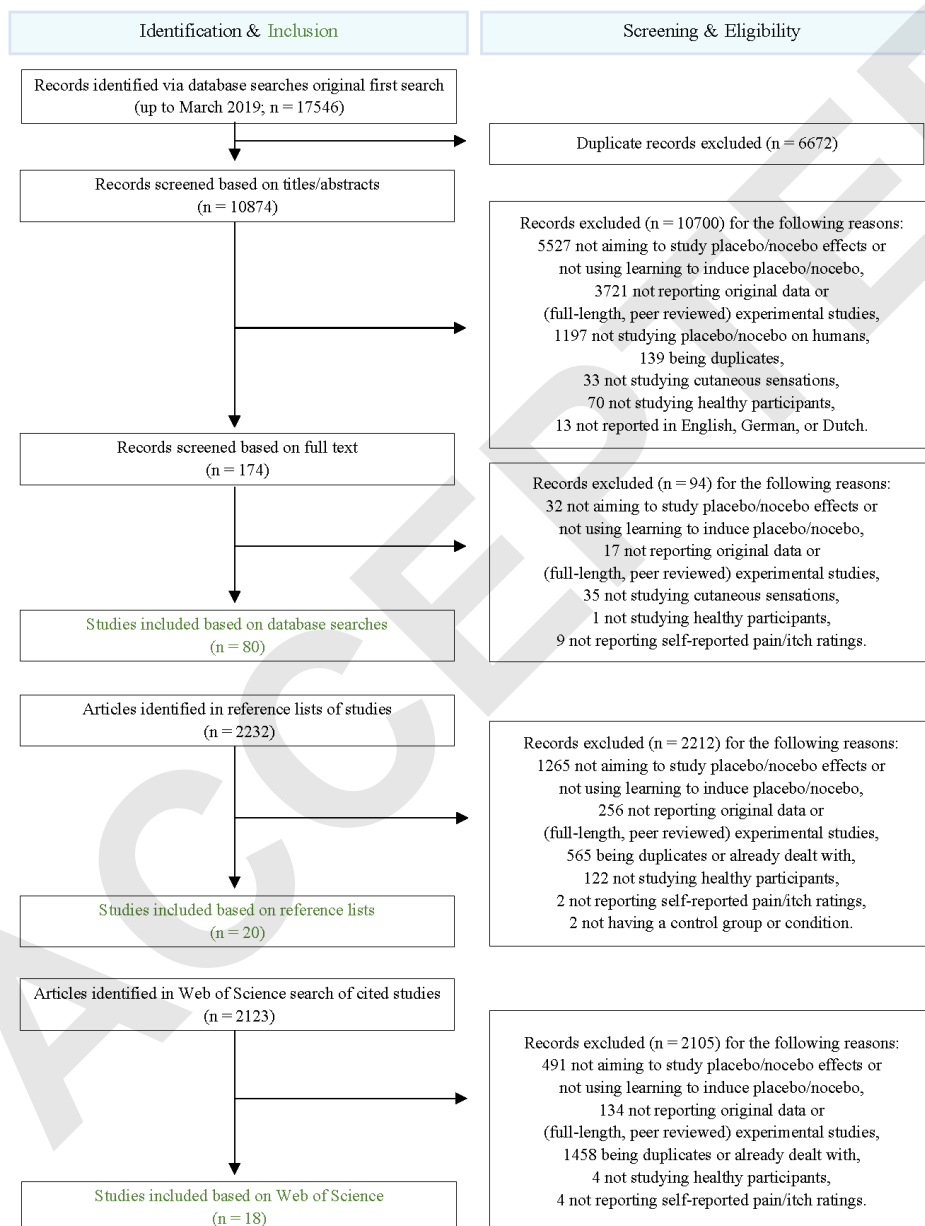 Identification & Inclusion
Screening & Eligibility
Records identified via database searches original first search
(up to March 2019; n = 17546)
Duplicate records excluded (n = 6672)
Records screened based on titles/abstracts
(n = 10874)
Records excluded (n = 10700) for the following reasons:
5527 not aiming to study placebo/nocebo effects or
not using learning to induce placebo/nocebo,
3721 not reporting original data or
(full-length, peer reviewed) experimental studies,
1197 not studying placebo/nocebo on humans,
139 being duplicates,
33 not studying cutaneous sensations,
70 not studying healthy participants,
13 not reported in English, German, or Dutch.
Records screened based on full text
(n = 174)
Records excluded (n = 94) for the following reasons:
32 not aiming to study placebo/nocebo effects or
not using learning to induce placebo/nocebo,
17 not reporting original data or
(full-length, peer reviewed) experimental studies,
35 not studying cutaneous sensations,
1 not studying healthy participants,
9 not reporting self-reported pain/itch ratings.
Studies included based on database searches
(n = 80)
Articles identified in reference lists of studies
(n = 2232)
Records excluded (n = 2212) for the following reasons:
1265 not aiming to study placebo/nocebo effects or
not using learning to induce placebo/nocebo,
256 not reporting original data or
(full-length, peer reviewed) experimental studies,
565 being duplicates or already dealt with,
122 not studying healthy participants,
2 not reporting self-reported pain/itch ratings,
2 not having a control group or condition.
Studies included based on reference lists
(n = 20)
Articles identified in Web of Science search of cited studies
(n = 2123)
Records excluded (n = 2105) for the following reasons:
491 not aiming to study placebo/nocebo effects or
not using learning to induce placebo/nocebo,
134 not reporting original data or
(full-length, peer reviewed) experimental studies,
1458 being duplicates or already dealt with,
4 not studying healthy participants,
4 not reporting self-reported pain/itch ratings.
Studies included based on Web of Science
(n = 18)
ACCEPTE